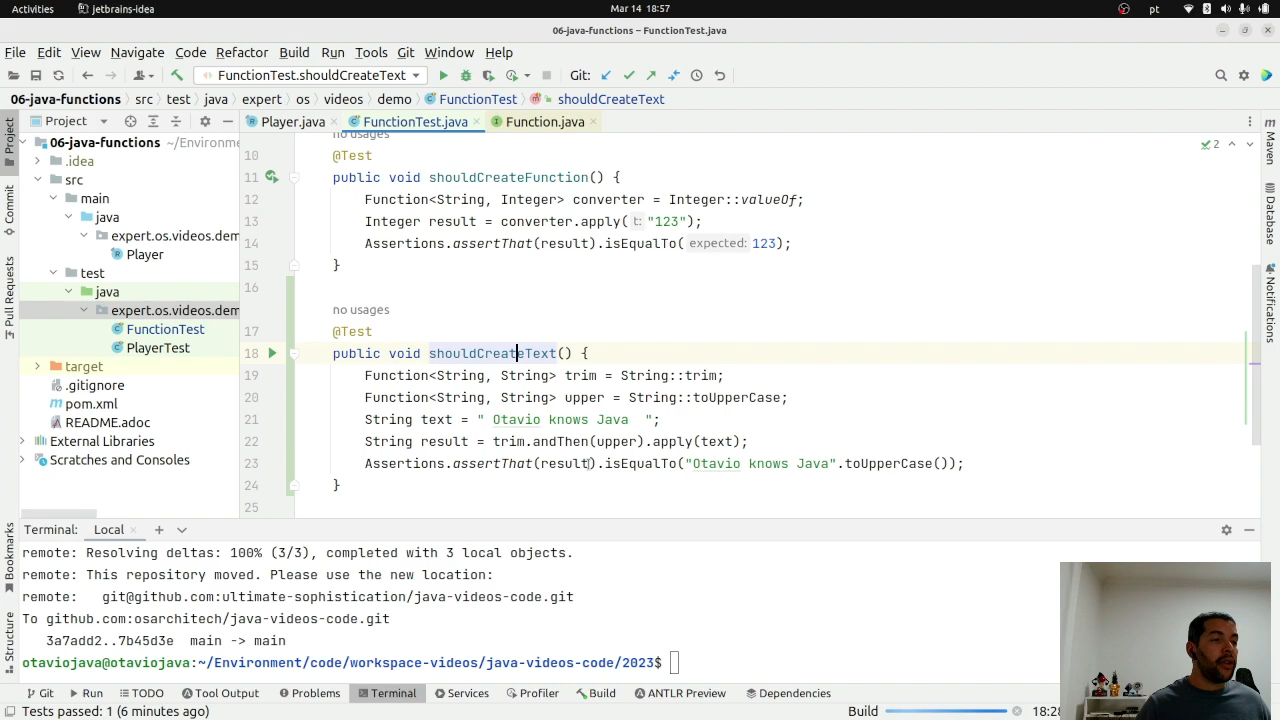 Activities jetbrains-idea Mar 14 18:57 pt
06-java-functions – FunctionTest.java
File Edit View Navigate Code Refactor Build Run Tools Git Window Help
FunctionTest.shouldCreateText Git:
06-java-functions src test java expert os videos demo FunctionTest shouldCreateText
Project Player.java FunctionTest.java Function.java
06-java-functions ~/Environme
.idea
src
main
java
expert.os.videos.dem
Player
test
java
expert.os.videos.dem
FunctionTest
PlayerTest
target
.gitignore
pom.xml
README.adoc
External Libraries
Scratches and Consoles
no usages
10 @Test
11 public void shouldCreateFunction() {
12 Function<String, Integer> converter = Integer::valueOf;
13 Integer result = converter.apply( t: "123");
14 Assertions.assertThat(result).isEqualTo( expected: 123);
15 }
16
no usages
17 @Test
18 public void shouldCreateText() {
19 Function<String, String> trim = String::trim;
20 Function<String, String> upper = String::toUpperCase;
21 String text = " Otavio knows Java  ";
22 String result = trim.andThen(upper).apply(text);
23 Assertions.assertThat(result).isEqualTo("Otavio knows Java".toUpperCase());
24 }
25
2
Project
Commit
Pull Requests
Bookmarks
Structure
Maven
Database
Notifications
Terminal: Local
remote: Resolving deltas: 100% (3/3), completed with 3 local objects.
remote: This repository moved. Please use the new location:
remote:   git@github.com:ultimate-sophistication/java-videos-code.git
To github.com:osarchitech/java-videos-code.git
3a7add2..7b45d3e  main -> main
otaviojava@otaviojava:~/Environment/code/workspace-videos/java-videos-code/2023$
Git Run TODO Tool Output Problems Terminal Services Profiler Build ANTLR Preview Dependencies
Tests passed: 1 (6 minutes ago) Build 18:28